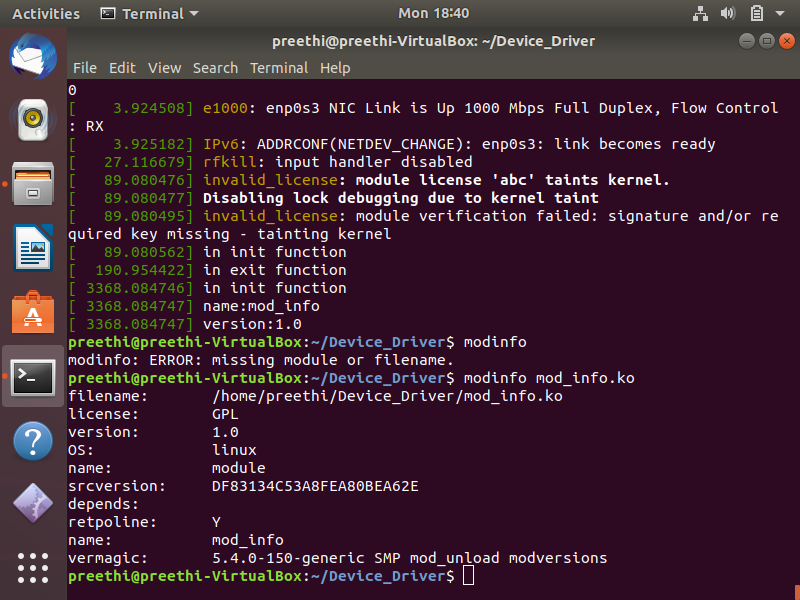 Activities Terminal Mon 18:40
preethi@preethi-VirtualBox: ~/Device_Driver
File Edit View Search Terminal Help
0
[    3.924508] e1000: enp0s3 NIC Link is Up 1000 Mbps Full Duplex, Flow Control
: RX
[    3.925182] IPv6: ADDRCONF(NETDEV_CHANGE): enp0s3: link becomes ready
[   27.116679] rfkill: input handler disabled
[   89.080476] invalid_license: module license 'abc' taints kernel.
[   89.080477] Disabling lock debugging due to kernel taint
[   89.080495] invalid_license: module verification failed: signature and/or re
quired key missing - tainting kernel
[   89.080562] in init function
[  190.954422] in exit function
[ 3368.084746] in init function
[ 3368.084747] name:mod_info
[ 3368.084747] version:1.0
preethi@preethi-VirtualBox:~/Device_Driver$ modinfo
modinfo: ERROR: missing module or filename.
preethi@preethi-VirtualBox:~/Device_Driver$ modinfo mod_info.ko
filename:       /home/preethi/Device_Driver/mod_info.ko
license:        GPL
version:        1.0
OS:             linux
name:           module
srcversion:     DF83134C53A8FEA80BEA62E
depends:
retpoline:      Y
name:           mod_info
vermagic:       5.4.0-150-generic SMP mod_unload modversions
preethi@preethi-VirtualBox:~/Device_Driver$